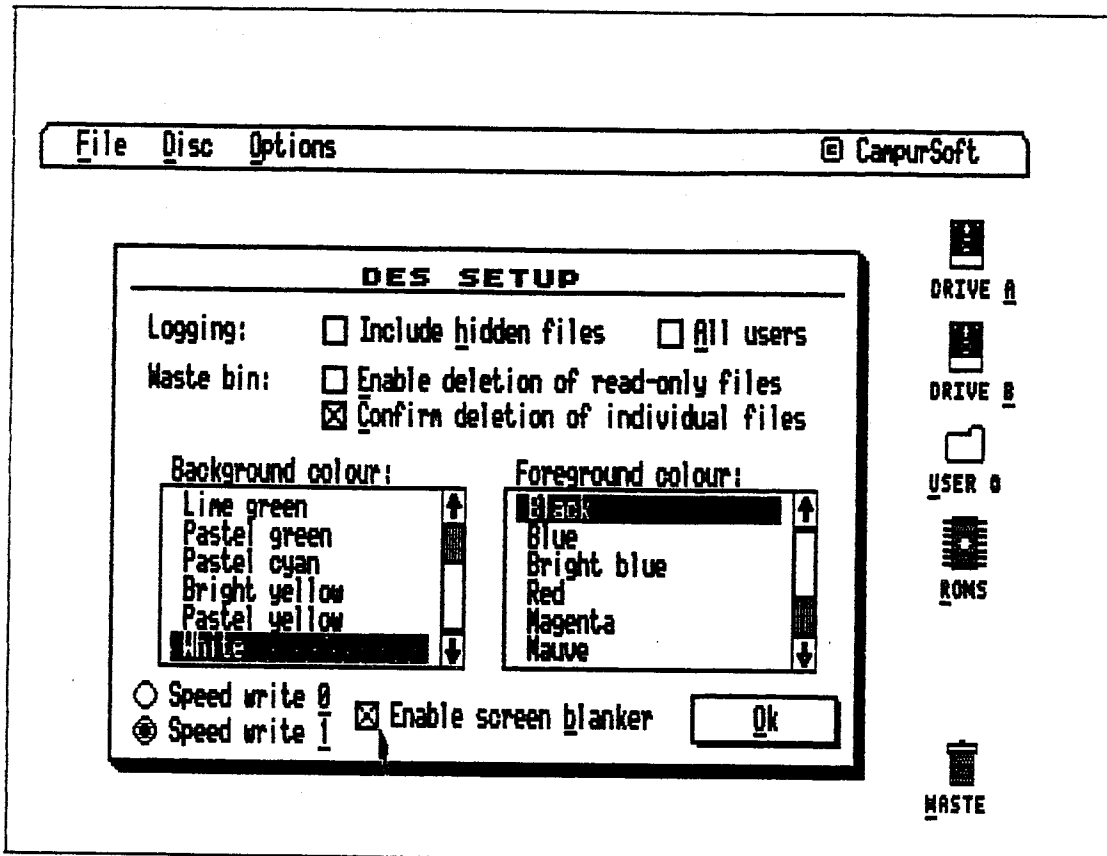 File Disc Options © CampurSoft
DES SETUP
Logging: Include hidden files All users
Waste bin: Enable deletion of read-only files
Confirm deletion of individual files
Background colour:
Lime green
Pastel green
Pastel cyan
Bright yellow
Pastel yellow
White
Foreground colour:
Black
Blue
Bright blue
Red
Magenta
Mauve
Speed write 0
Speed write 1
Enable screen blanker
Ok
DRIVE A
DRIVE B
USER 0
ROMS
WASTE